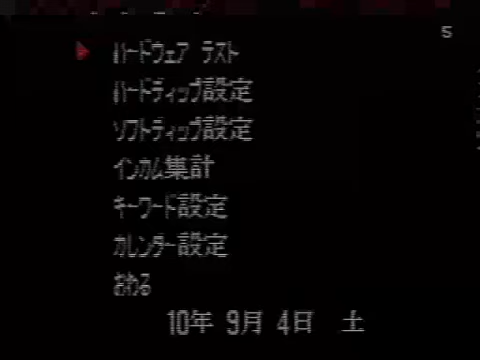 5
ハードウェア テスト
ハードディップ設定
ソフトディップ設定
インカム集計
キーワード設定
カレンダー設定
おわる
10年 9月 4日 土